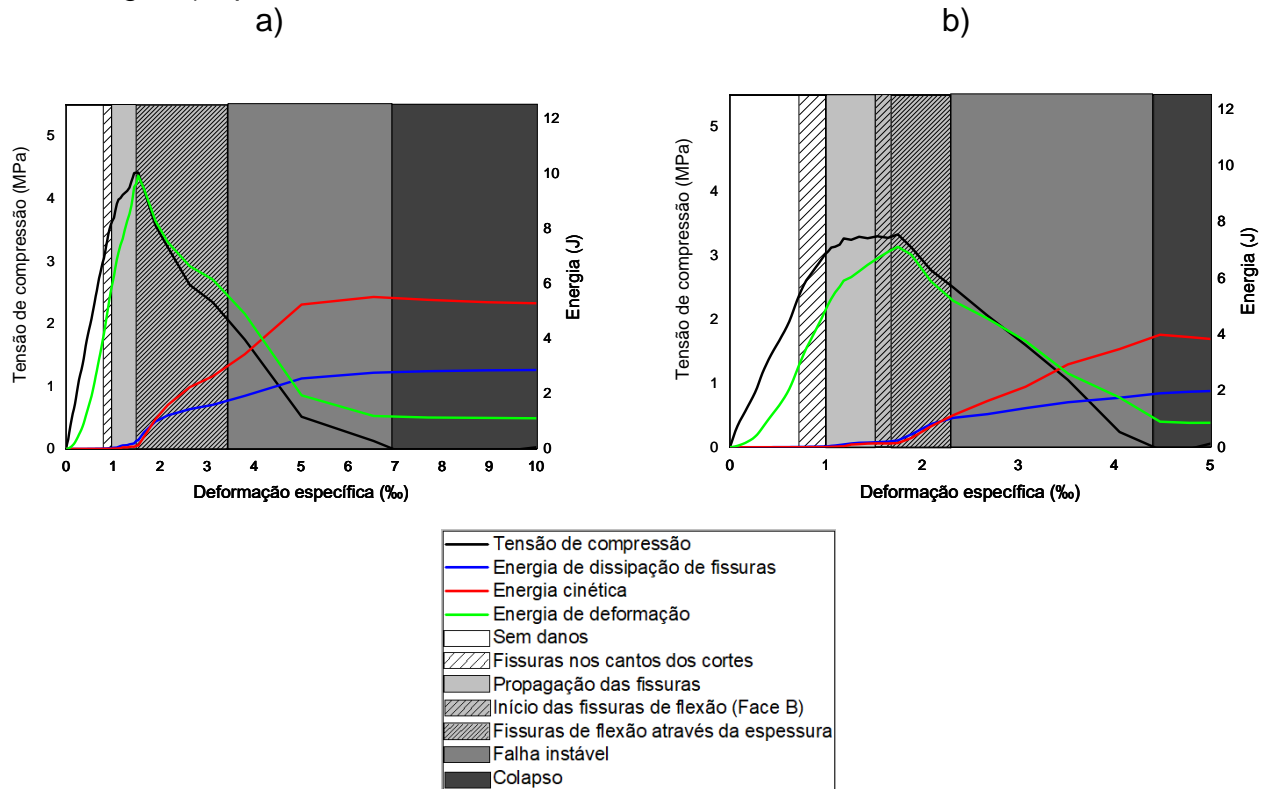 a)
b)
Tensão de compressão (MPa)
5
4
3
2
1
0
0 1 2 3 4 5 6 7 8 9 10
Deformação específica (‰)
12
10
8
6
4
2
0
Energia (J)
Tensão de compressão (MPa)
5
4
3
2
1
0
0 1 2 3 4 5
Deformação específica (‰)
12
10
8
6
4
2
0
Energia (J)
Tensão de compressão
Energia de dissipação de fissuras
Energia cinética
Energia de deformação
Sem danos
Fissuras nos cantos dos cortes
Propagação das fissuras
Início das fissuras de flexão (Face B)
Fissuras de flexão através da espessura
Falha instável
Colapso